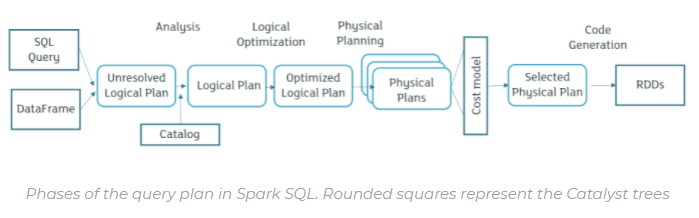 Analysis
Logical
Optimization
Physical
Planning
Code
Generation
SQL
Query
DataFrame
Unresolved
Logical Plan
Catalog
Logical Plan
Optimized
Logical Plan
Physical
Plans
Cost model
Selected
Physical Plan
RDDs
Phases of the query plan in Spark SQL. Rounded squares represent the Catalyst trees